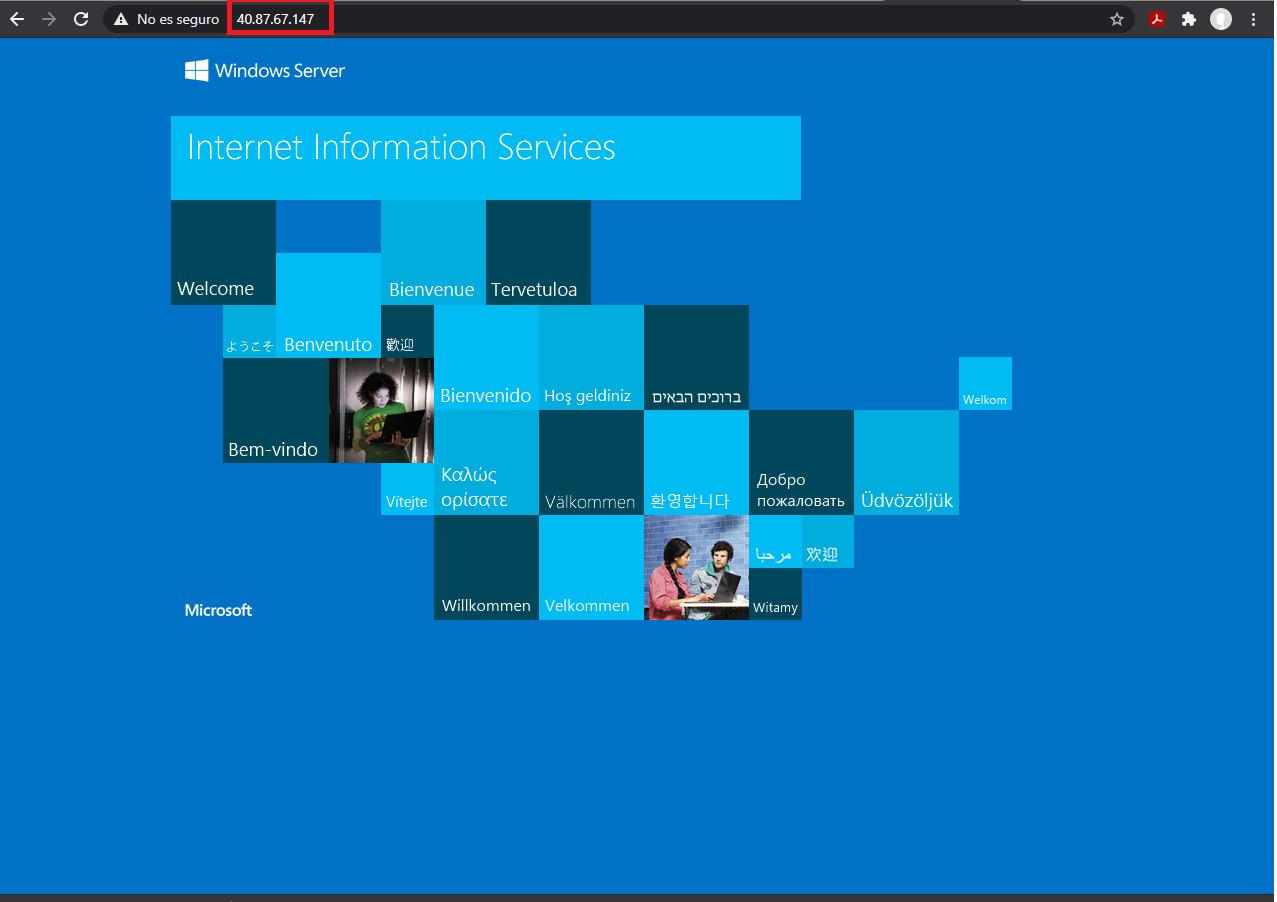 No es seguro 40.87.67.147
Windows Server
Internet Information Services
Welcome
Bienvenue
Tervetuloa
ようこそ
Benvenuto
歡迎
Bienvenido
Hoş geldiniz
ברוכים הבאים
Welkom
Bem-vindo
Vítejte
Καλώς
ορίσατε
Välkommen
환영합니다
Добро
пожаловать
Üdvözöljük
مرحبا
欢迎
Microsoft
Willkommen
Velkommen
Witamy